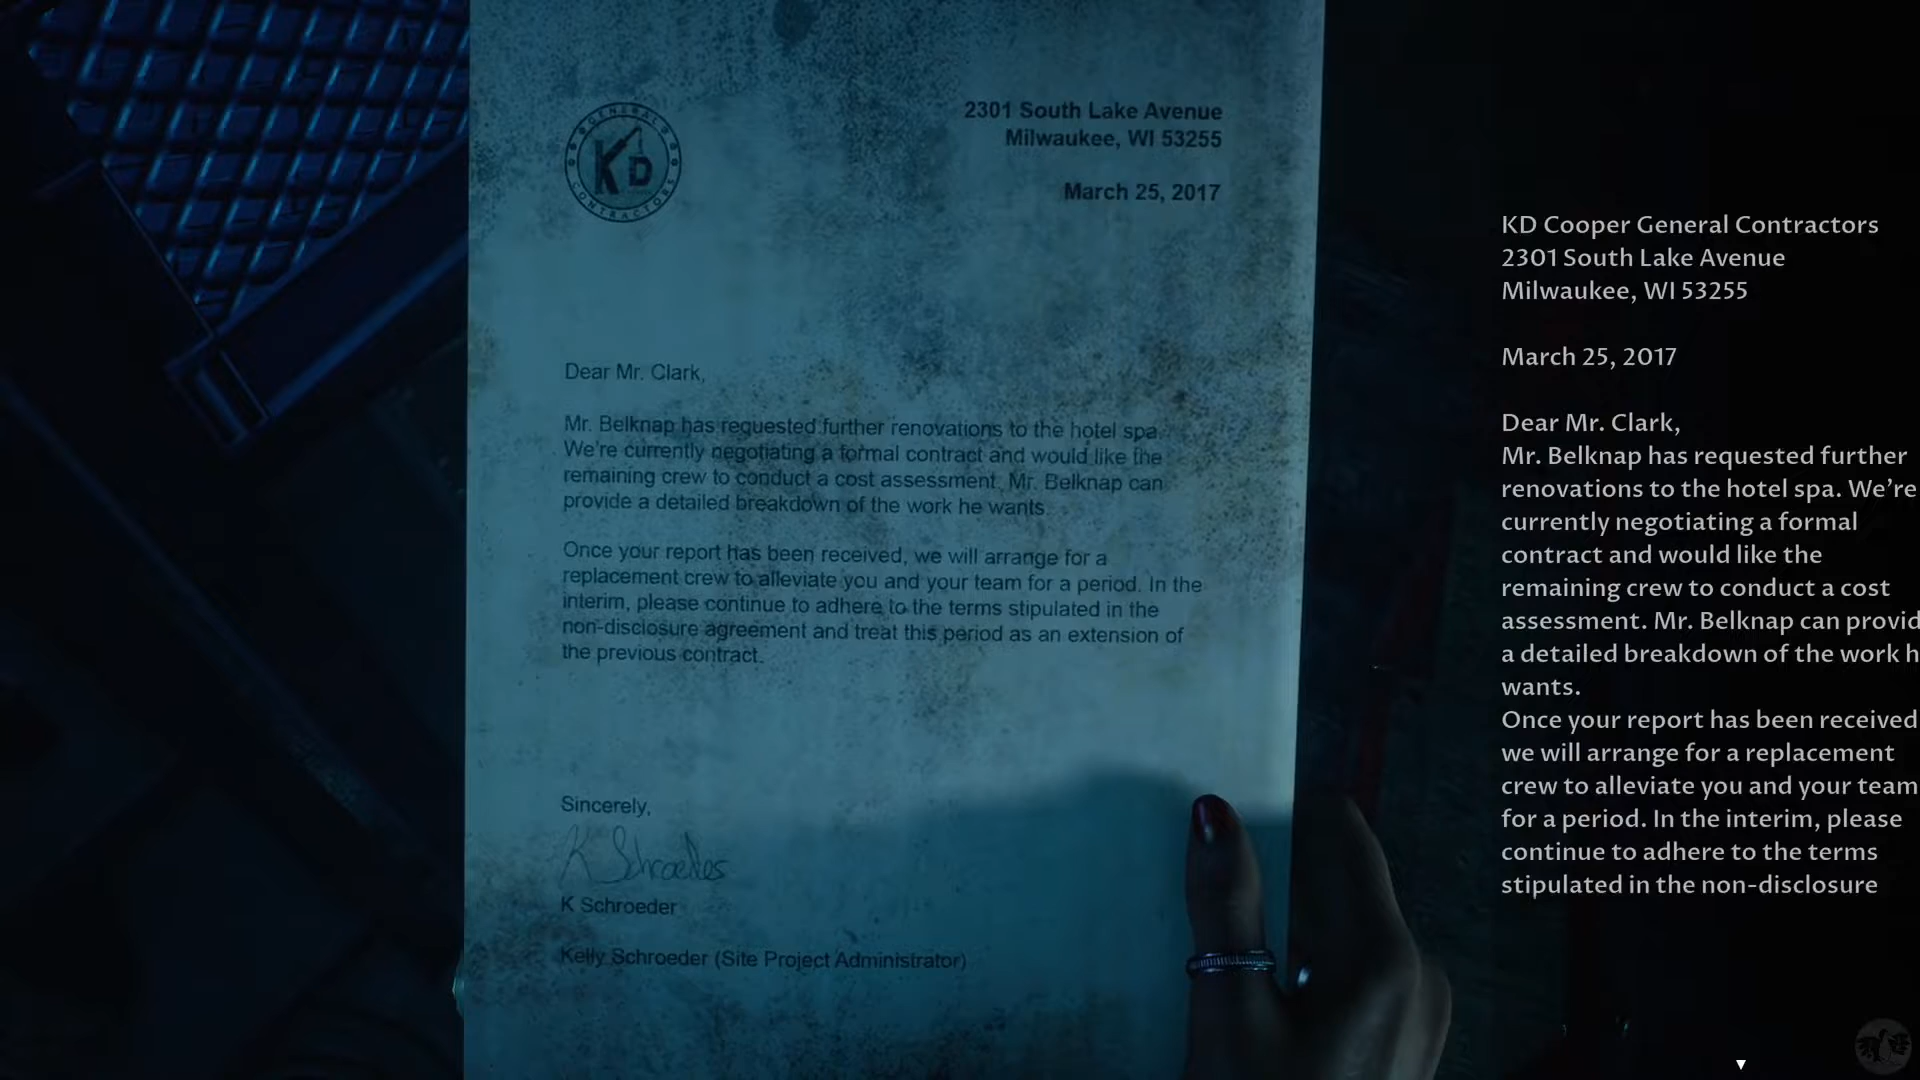 GENERAL
KD
CONTRACTORS
2301 South Lake Avenue
Milwaukee, WI 53255
March 25, 2017
Dear Mr. Clark,
Mr. Belknap has requested further renovations to the hotel spa.
We're currently negotiating a formal contract and would like the
remaining crew to conduct a cost assessment. Mr. Belknap can
provide a detailed breakdown of the work he wants.
Once your report has been received, we will arrange for a
replacement crew to alleviate you and your team for a period. In the
interim, please continue to adhere to the terms stipulated in the
non-disclosure agreement and treat this period as an extension of
the previous contract.
Sincerely,
K Schroeder
K Schroeder
Kelly Schroeder (Site Project Administrator)
KD Cooper General Contractors
2301 South Lake Avenue
Milwaukee, WI 53255
March 25, 2017
Dear Mr. Clark,
Mr. Belknap has requested further
renovations to the hotel spa. We're
currently negotiating a formal
contract and would like the
remaining crew to conduct a cost
assessment. Mr. Belknap can provid
a detailed breakdown of the work h
wants.
Once your report has been received
we will arrange for a replacement
crew to alleviate you and your team
for a period. In the interim, please
continue to adhere to the terms
stipulated in the non-disclosure